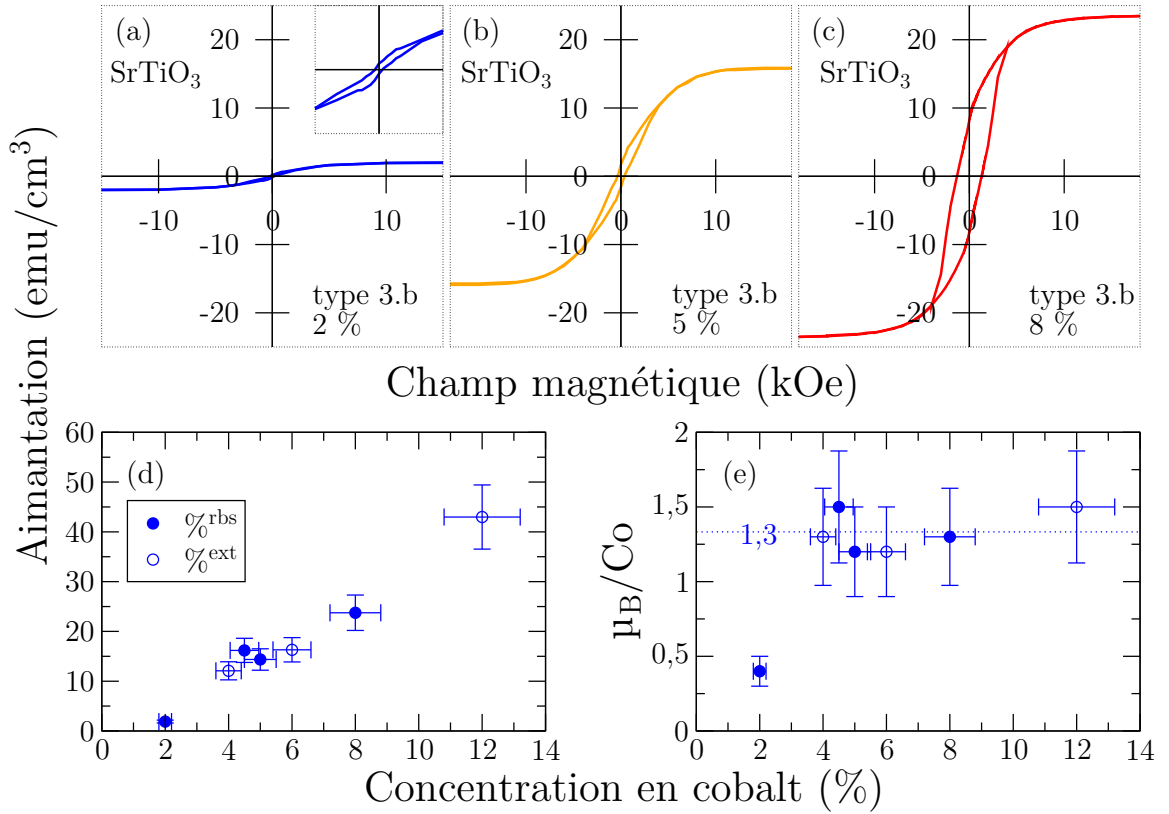 (a)
SrTiO3
20
10
0
-10
-20
-10
0
10
type 3.b
2 %
(b)
SrTiO3
20
10
0
-10
-20
-10
0
10
type 3.b
5 %
(c)
SrTiO3
20
10
0
-10
-20
-10
0
10
type 3.b
8 %
Aimantation (emu/cm³)
Champ magnétique (kOe)
(d)
%rbs
%ext
60
50
40
30
20
10
0
0 2 4 6 8 10 12 14
(e)
µB/Co
2
1,5
1
0,5
0
1,3
0 2 4 6 8 10 12 14
Concentration en cobalt (%)